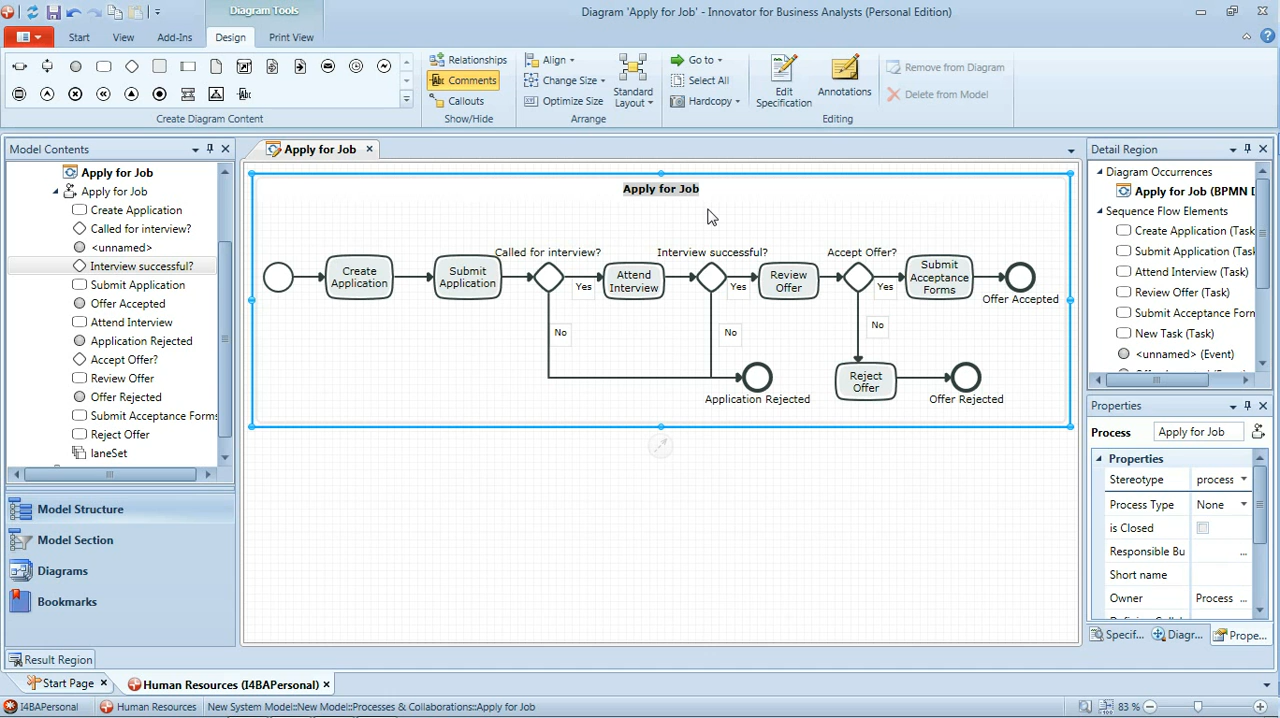 Diagram Tools
Diagram 'Apply for Job' - Innovator for Business Analysts (Personal Edition)
Start
View
Add-Ins
Design
Print View
Create Diagram Content
Relationships
Abc Comments
Callouts
Show/Hide
Align
Change Size
Optimize Size
Standard
Layout
Arrange
Go to
Select All
Hardcopy
Edit
Specification
Annotations
Editing
Remove from Diagram
Delete from Model
Model Contents
Apply for Job
Apply for Job
Create Application
Called for interview?
<unnamed>
Interview successful?
Submit Application
Offer Accepted
Attend Interview
Application Rejected
Accept Offer?
Review Offer
Offer Rejected
Submit Acceptance Forms
Reject Offer
laneSet
Model Structure
Model Section
Diagrams
Bookmarks
Result Region
Apply for Job
Apply for Job
Create
Application
Submit
Application
Called for interview?
Yes
No
Attend
Interview
Interview successful?
Yes
No
Review
Offer
Accept Offer?
Yes
No
Submit
Acceptance
Forms
Offer Accepted
Application Rejected
Reject
Offer
Offer Rejected
Detail Region
Diagram Occurrences
Apply for Job (BPMN [
Sequence Flow Elements
Create Application (Task
Submit Application (Task
Attend Interview (Task)
Review Offer (Task)
Submit Acceptance Form
New Task (Task)
<unnamed> (Event)
Properties
Process
Apply for Job
Properties
Stereotype
process
Process Type
None
is Closed
Responsible Bu
...
Short name
Owner
Process ...
Specif...
Diagr...
Prope...
Start Page
Human Resources (I4BAPersonal)
I4BAPersonal
Human Resources
New System Model::New Model::Processes & Collaborations::Apply for Job
83 %